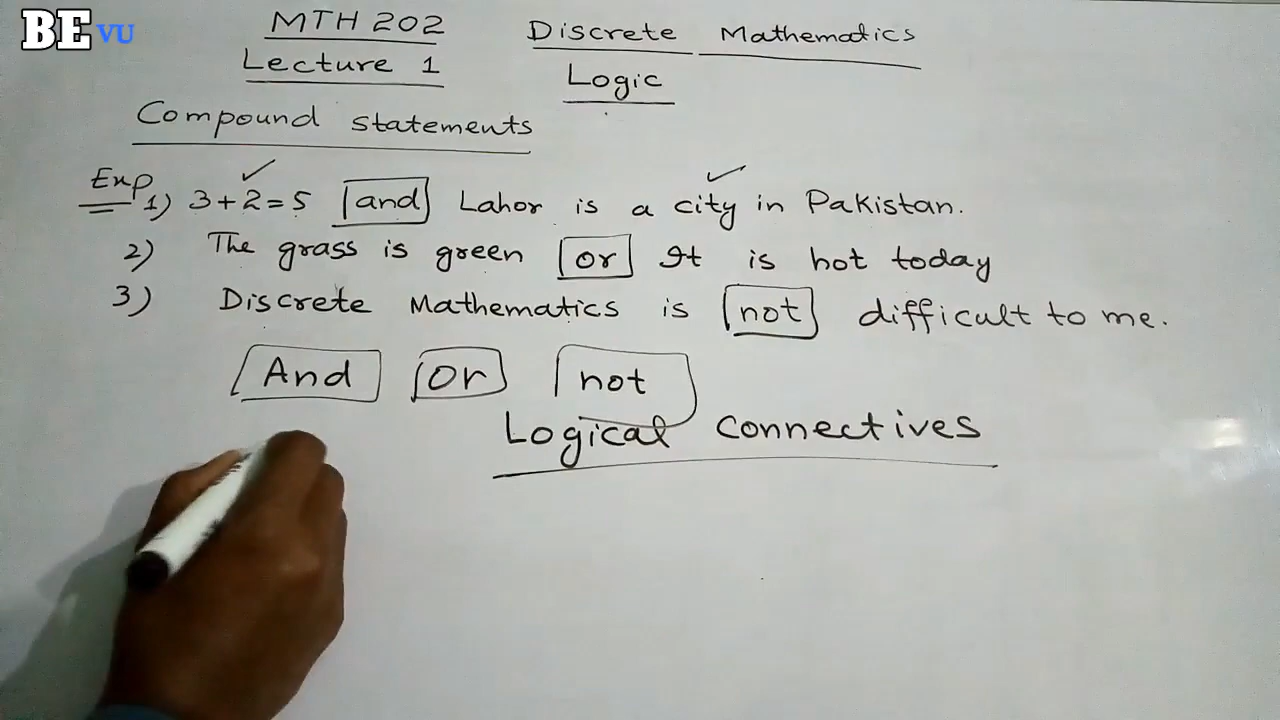 BE VU
MTH 202 Discrete Mathematics
Lecture 1 Logic
Compound statements
Exp 1) 3+2=5 and Lahor is a city in Pakistan.
2) The grass is green or It is hot today
3) Discrete Mathematics is not difficult to me.
And or not
Logical connectives